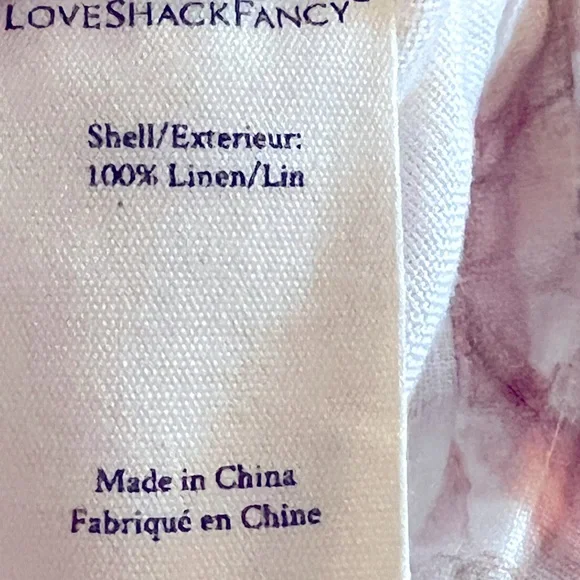 LOVESHACKFANCY
Shell/Exterieur:
100% Linen/Lin
Made in China
Fabriqué en Chine